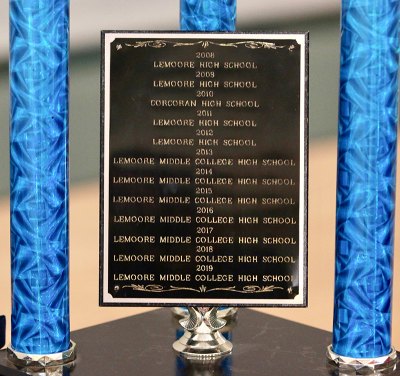 2008
LEMOORE HIGH SCHOOL
2009
LEMOORE HIGH SCHOOL
2010
CORCORAN HIGH SCHOOL
2011
LEMOORE HIGH SCHOOL
2012
LEMOORE HIGH SCHOOL
2013
LEMOORE MIDDLE COLLEGE HIGH SCHOOL
2014
LEMOORE MIDDLE COLLEGE HIGH SCHOOL
2015
LEMOORE MIDDLE COLLEGE HIGH SCHOOL
2016
LEMOORE MIDDLE COLLEGE HIGH SCHOOL
2017
LEMOORE MIDDLE COLLEGE HIGH SCHOOL
2018
LEMOORE MIDDLE COLLEGE HIGH SCHOOL
2019
LEMOORE MIDDLE COLLEGE HIGH SCHOOL